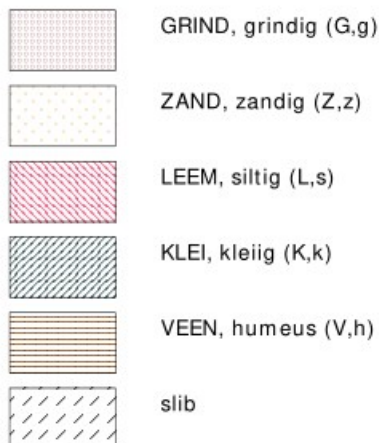 GRIND, grindig (G,g)
ZAND, zandig (Z,z)
LEEM, siltig (L,s)
KLEI, kleiig (K,k)
VEEN, humeus (V,h)
slib